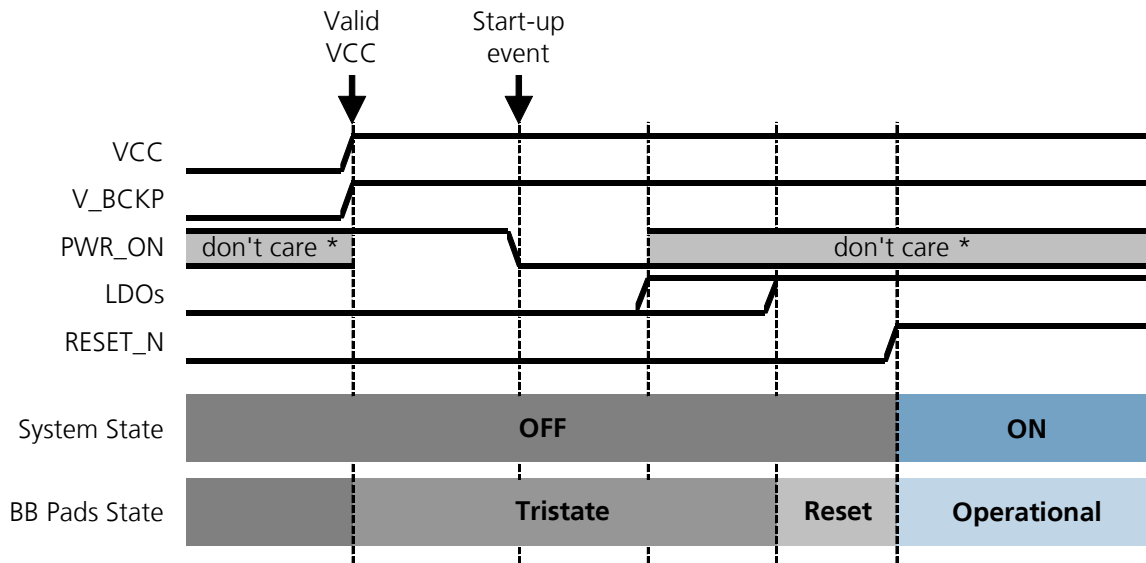 Valid
VCC
Start-up
event
VCC
V_BCKP
PWR_ON
don't care *
don't care *
LDOs
RESET_N
System State
OFF
ON
BB Pads State
Tristate
Reset
Operational